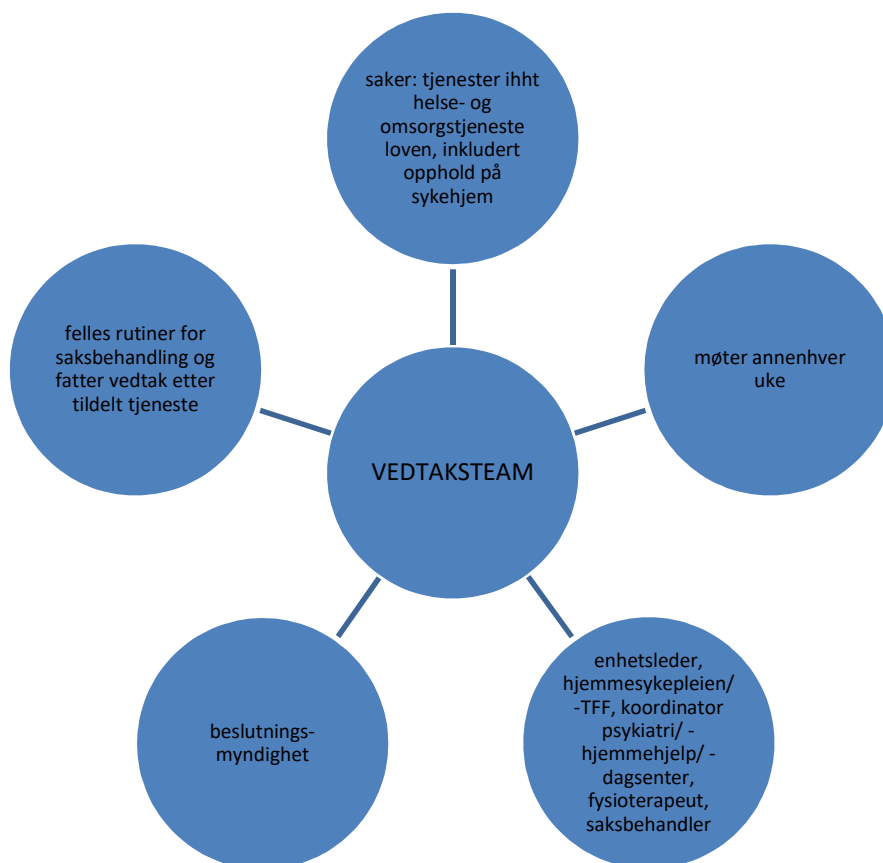 saker: tjenester ihht
helse- og
omsorgstjeneste
loven, inkludert
opphold på
sykehjem
møter annenhver
uke
enhetsleder,
hjemmesykepleien/
-TFF, koordinator
psykiatri/ -
hjemmehjelp/ -
dagsenter,
fysioterapeut,
saksbehandler
beslutnings-
myndighet
felles rutiner for
saksbehandling og
fatter vedtak etter
tildelt tjeneste
VEDTAKSTEAM